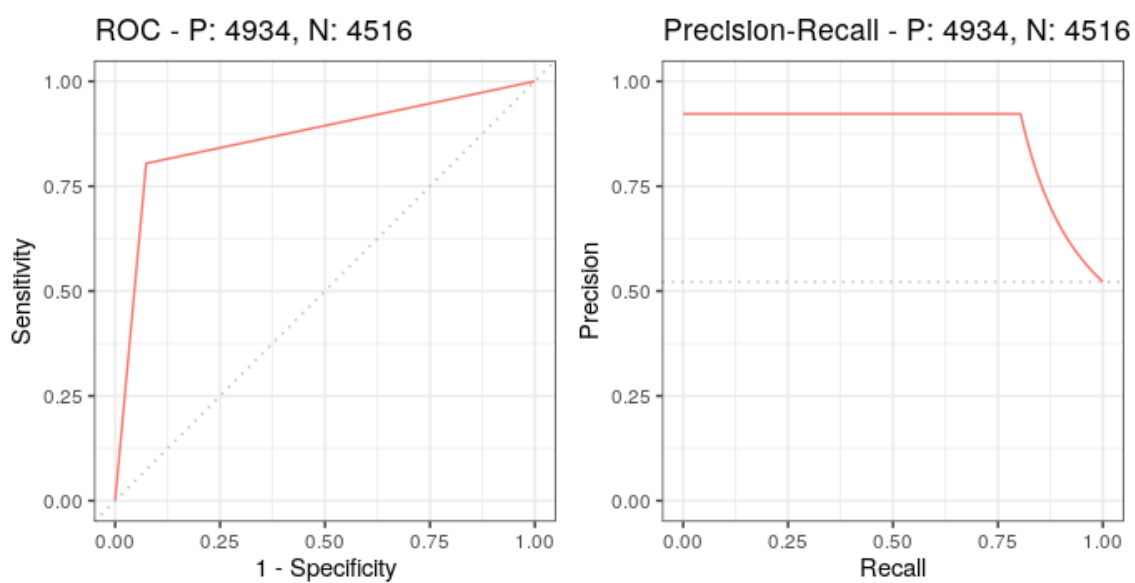 ROC - P: 4934, N: 4516
1.00
0.75
0.50
0.25
0.00
Sensitivity
0.00 0.25 0.50 0.75 1.00
1 - Specificity
Precision-Recall - P: 4934, N: 4516
1.00
0.75
0.50
0.25
0.00
Precision
0.00 0.25 0.50 0.75 1.00
Recall